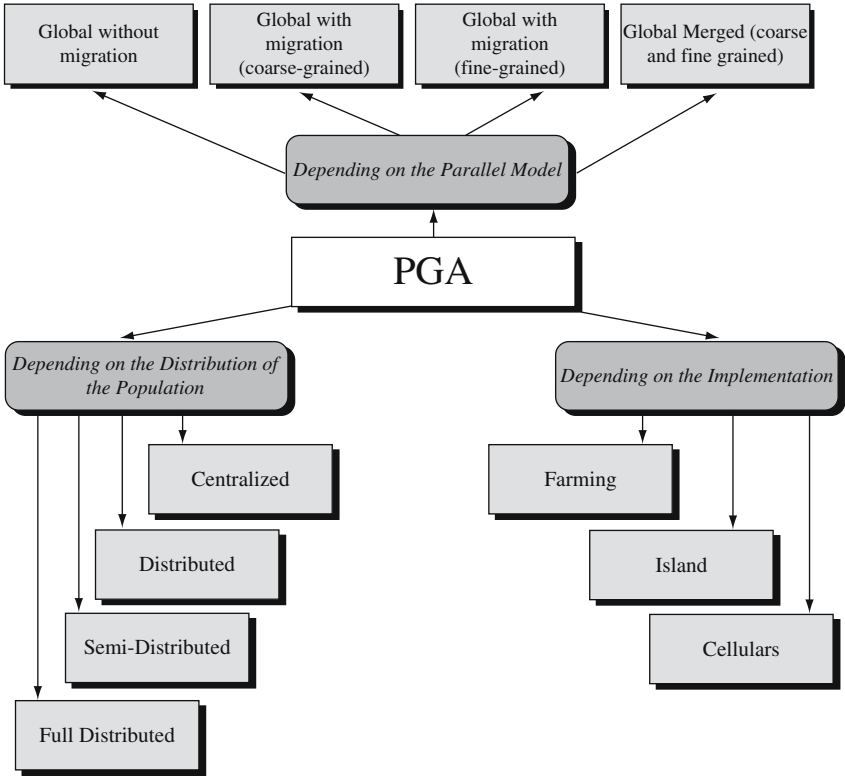 Global without
migration
Global with
migration
(coarse-grained)
Global with
migration
(fine-grained)
Global Merged (coarse
and fine grained)
Depending on the Parallel Model
PGA
Depending on the Distribution of
the Population
Depending on the Implementation
Centralized
Farming
Distributed
Island
Semi-Distributed
Cellulars
Full Distributed